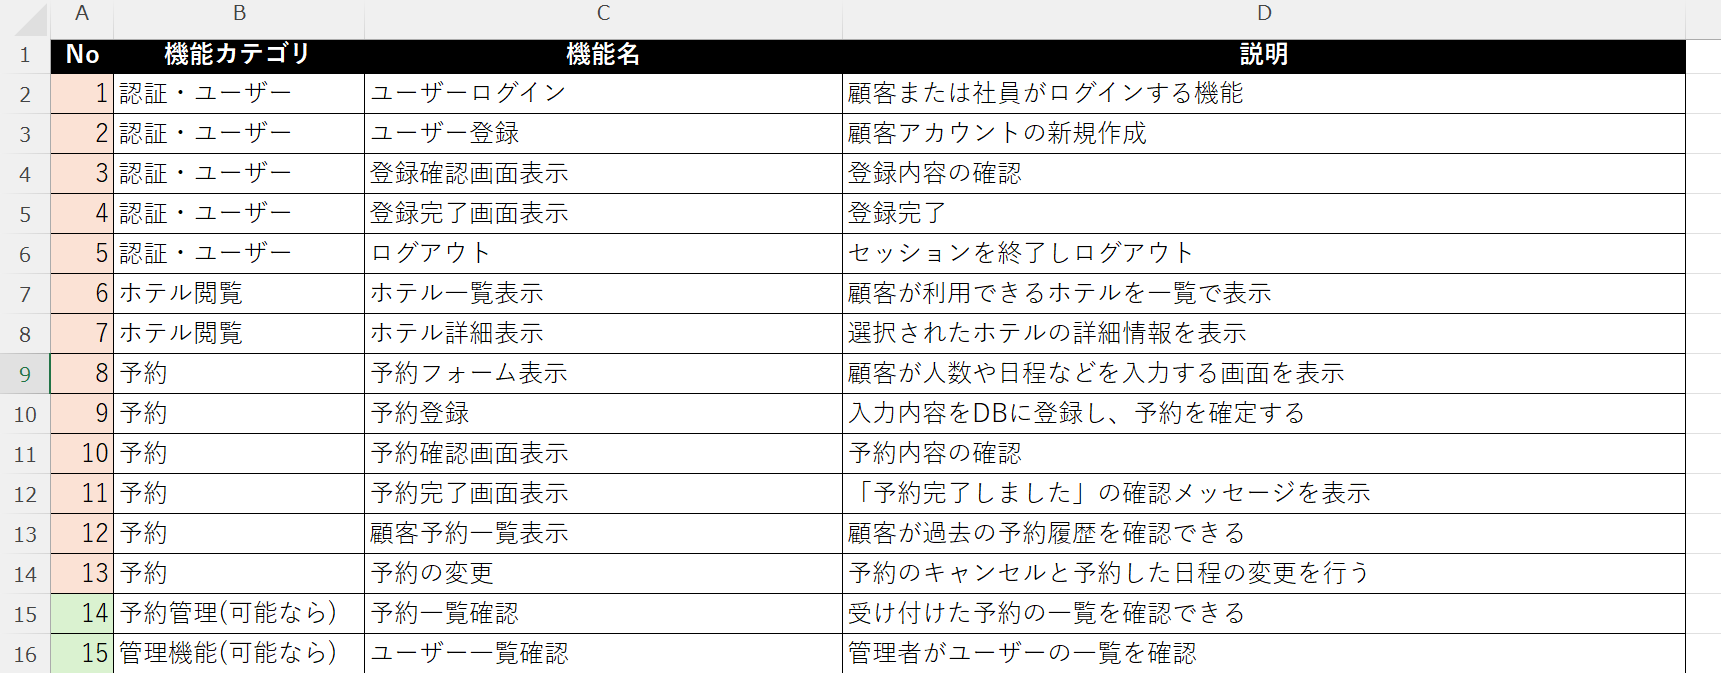 A B C D
1 No 機能カテゴリ 機能名 説明
2 1 認証・ユーザー ユーザーログイン 顧客または社員がログインする機能
3 2 認証・ユーザー ユーザー登録 顧客アカウントの新規作成
4 3 認証・ユーザー 登録確認画面表示 登録内容の確認
5 4 認証・ユーザー 登録完了画面表示 登録完了
6 5 認証・ユーザー ログアウト セッションを終了しログアウト
7 6 ホテル閲覧 ホテル一覧表示 顧客が利用できるホテルを一覧で表示
8 7 ホテル閲覧 ホテル詳細表示 選択されたホテルの詳細情報を表示
9 8 予約 予約フォーム表示 顧客が人数や日程などを入力する画面を表示
10 9 予約 予約登録 入力内容をDBに登録し、予約を確定する
11 10 予約 予約確認画面表示 予約内容の確認
12 11 予約 予約完了画面表示 「予約完了しました」の確認メッセージを表示
13 12 予約 顧客予約一覧表示 顧客が過去の予約履歴を確認できる
14 13 予約 予約の変更 予約のキャンセルと予約した日程の変更を行う
15 14 予約管理(可能なら) 予約一覧確認 受け付けた予約の一覧を確認できる
16 15 管理機能(可能なら) ユーザー一覧確認 管理者がユーザーの一覧を確認